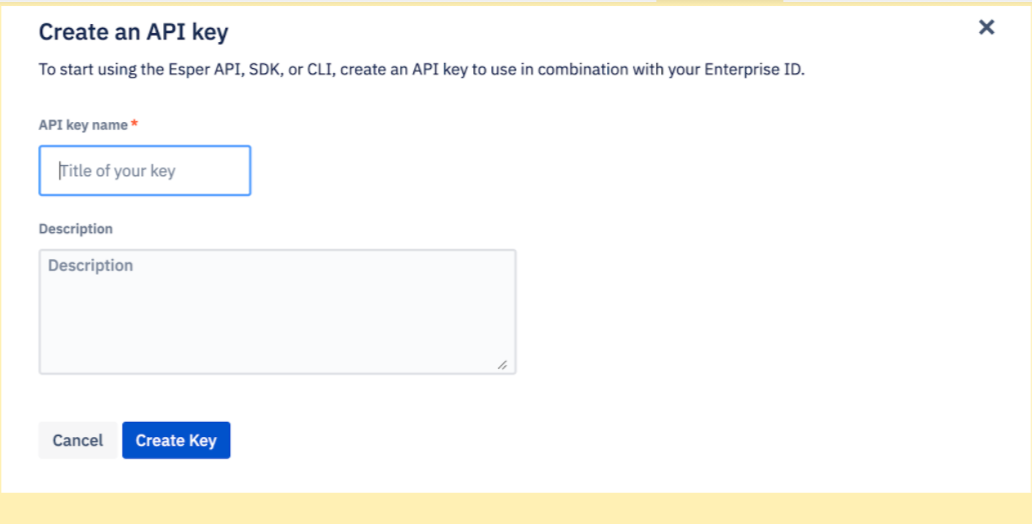 Create an API key
To start using the Esper API, SDK, or CLI, create an API key to use in combination with your Enterprise ID.
API key name *
Title of your key
Description
Description
Cancel
Create Key